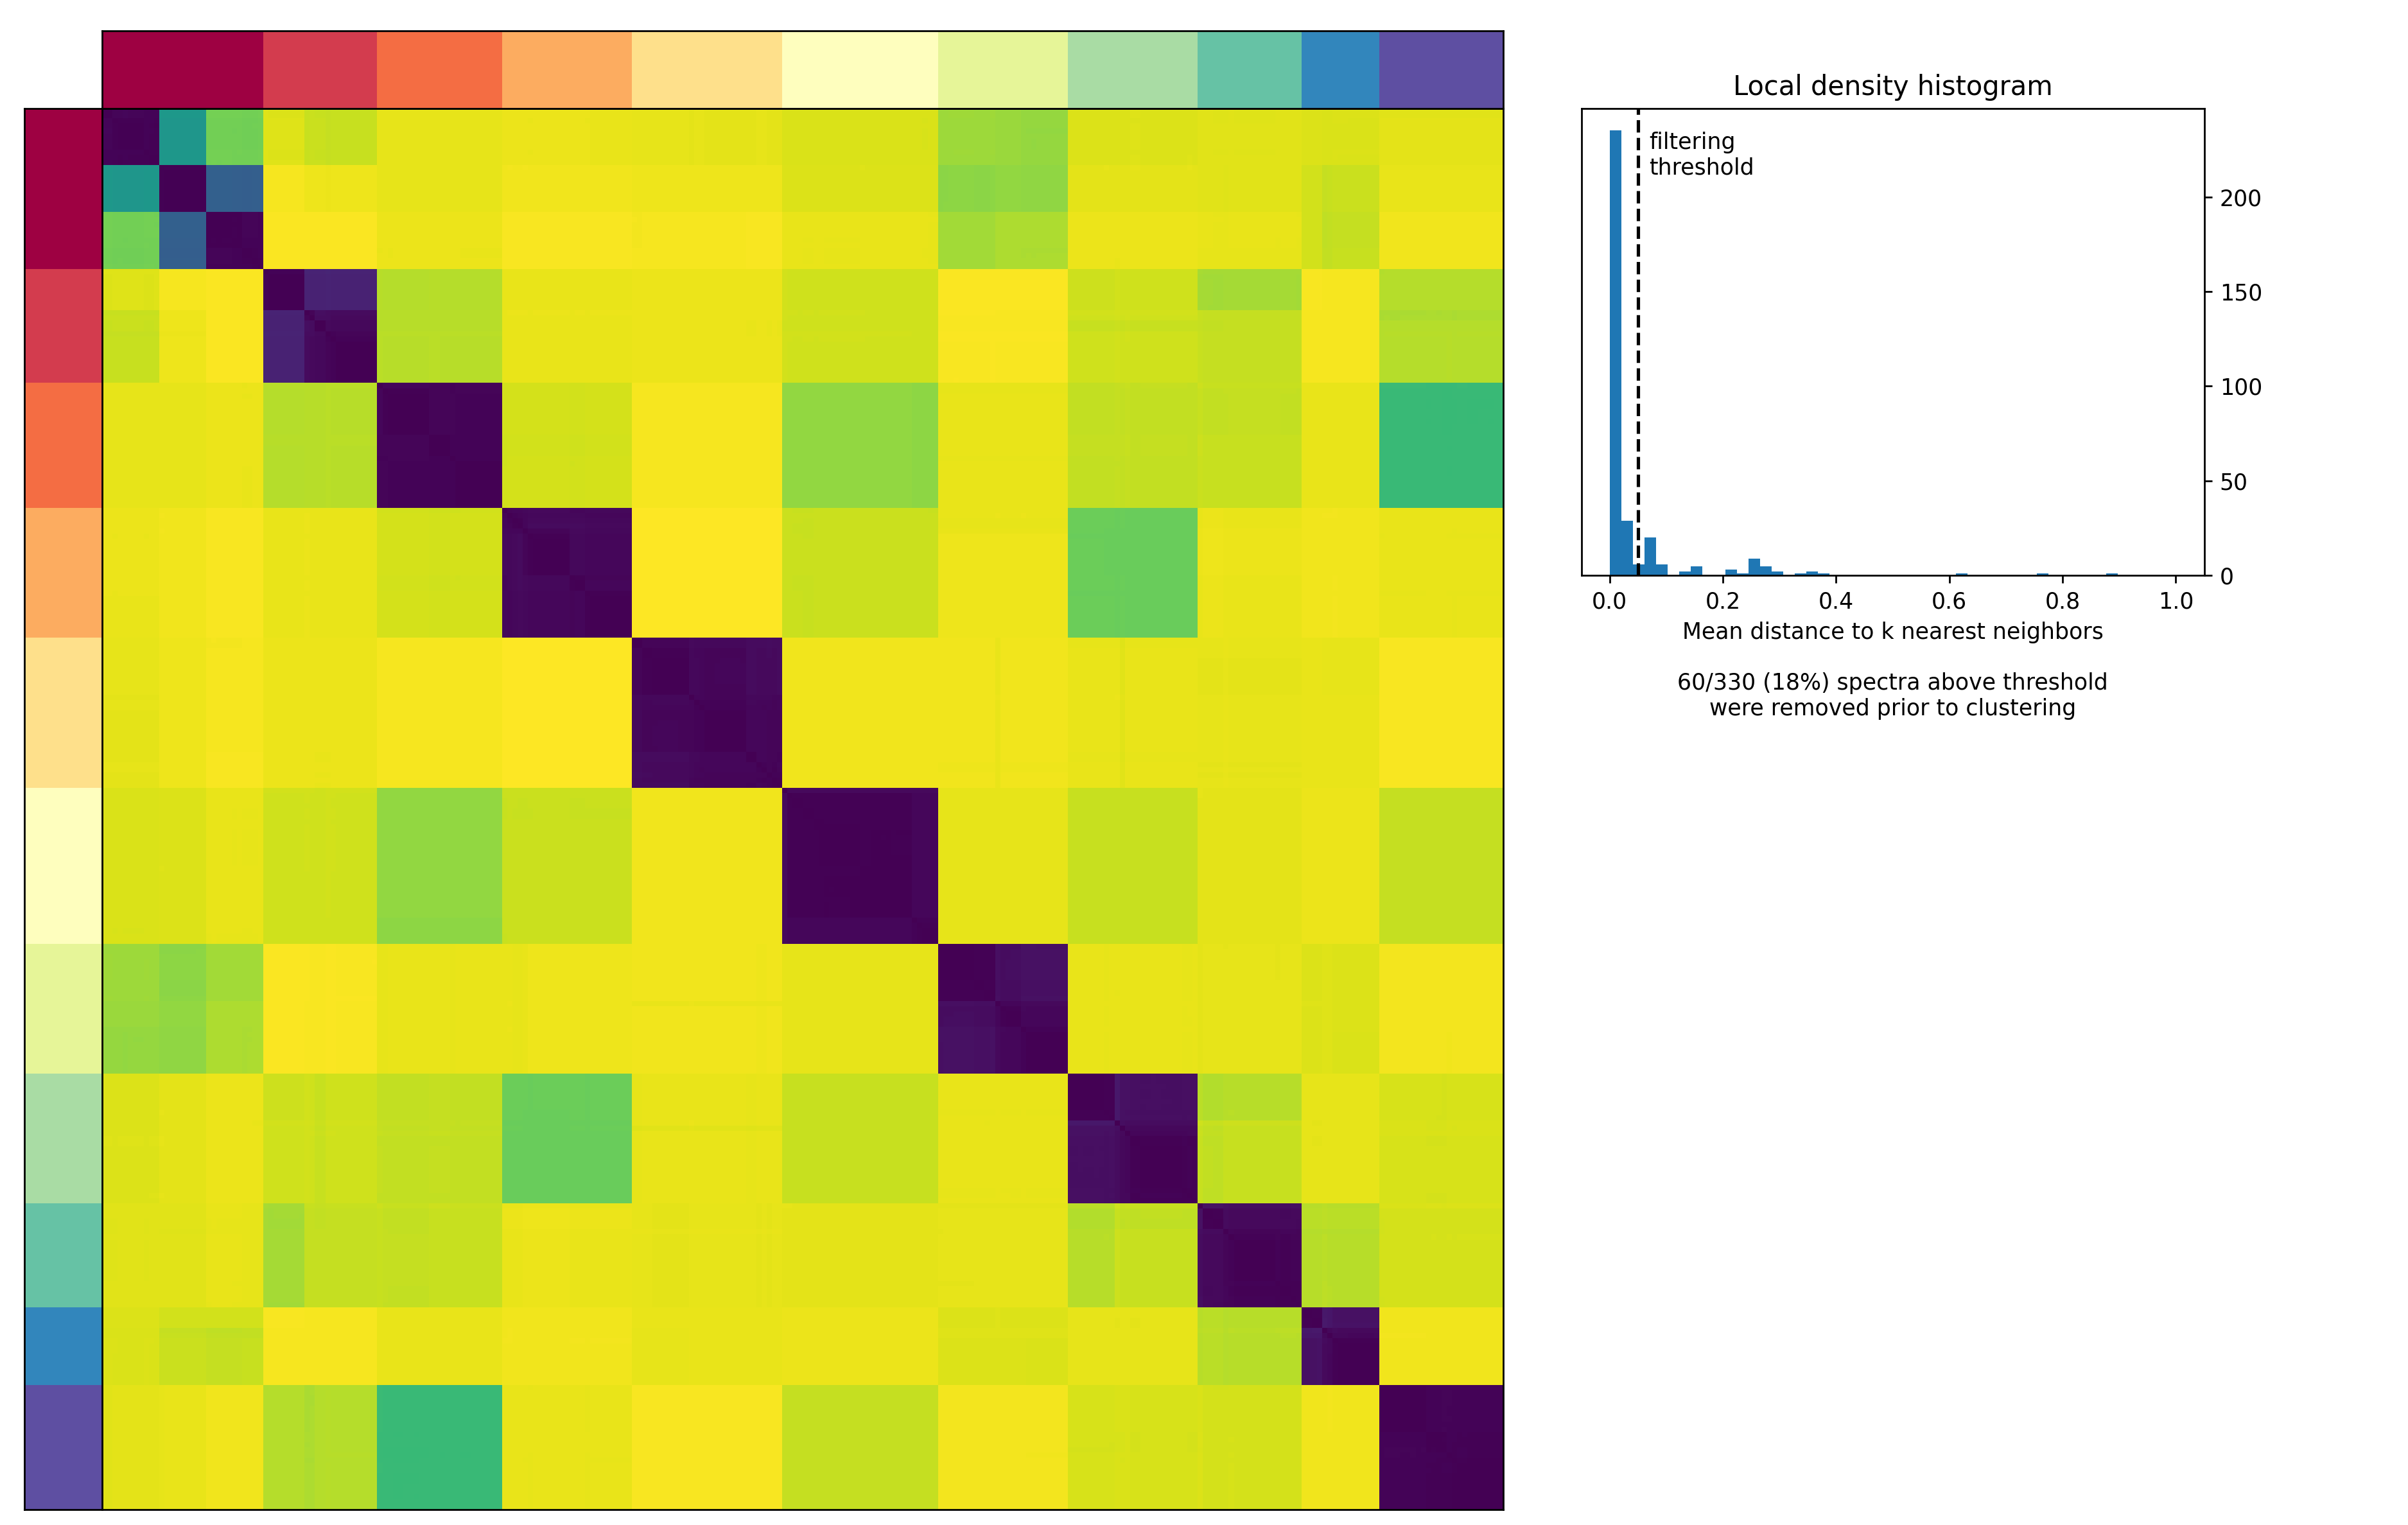 Local density histogram
filtering
threshold
200
150
100
50
0
0.0 0.2 0.4 0.6 0.8 1.0
Mean distance to k nearest neighbors
60/330 (18%) spectra above threshold
were removed prior to clustering